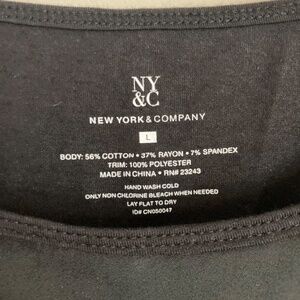 NY
&C
NEW YORK & COMPANY
L
BODY: 56% COTTON • 37% RAYON • 7% SPANDEX
TRIM: 100% POLYESTER
MADE IN CHINA • RN# 23243
HAND WASH COLD
ONLY NON CHLORINE BLEACH WHEN NEEDED
LAY FLAT TO DRY
ID# CN050047